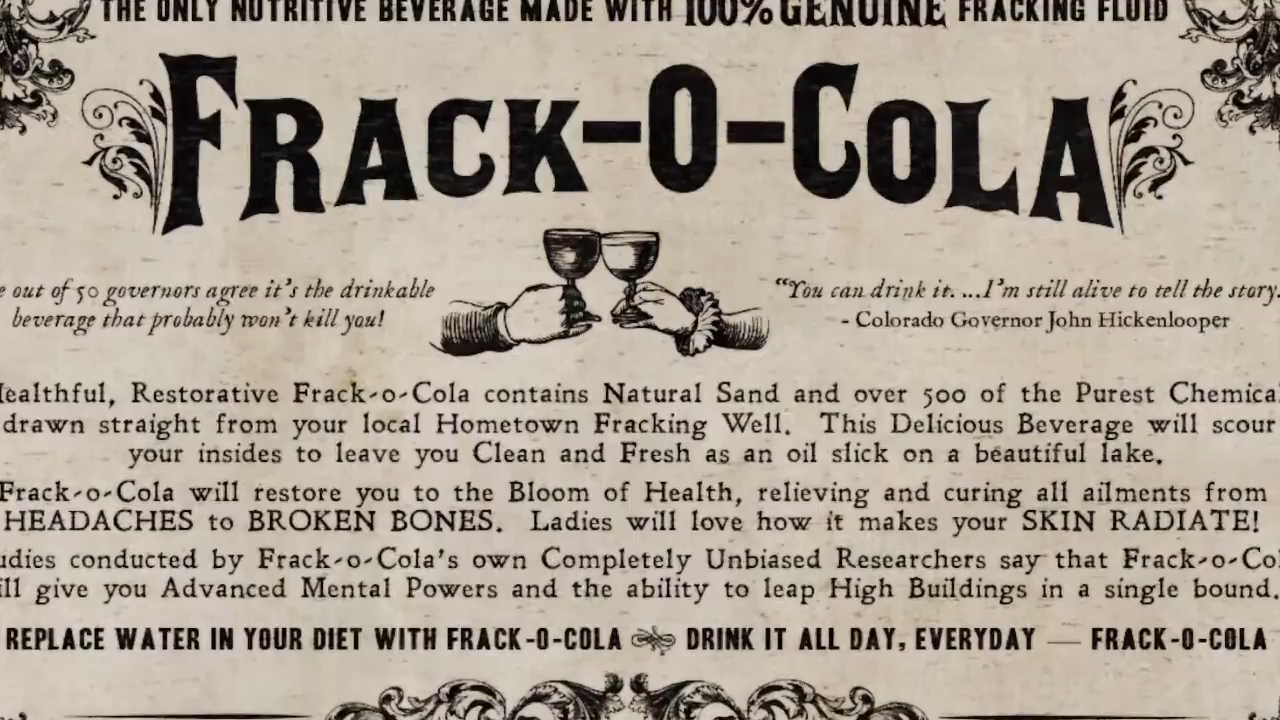 THE ONLY NUTRITIVE BEVERAGE MADE WITH 100% GENUINE FRACKING FLUID
FRACK-O-COLA
e out of 50 governors agree it's the drinkable
beverage that probably won't kill you!
"You can drink it. ...I'm still alive to tell the story.
- Colorado Governor John Hickenlooper
ealthful, Restorative Frack-o-Cola contains Natural Sand and over 500 of the Purest Chemica
drawn straight from your local Hometown Fracking Well. This Delicious Beverage will scour
your insides to leave you Clean and Fresh as an oil slick on a beautiful lake.
Frack-o-Cola will restore you to the Bloom of Health, relieving and curing all ailments from
HEADACHES to BROKEN BONES. Ladies will love how it makes your SKIN RADIATE!
udies conducted by Frack-o-Cola's own Completely Unbiased Researchers say that Frack-o-Co
ill give you Advanced Mental Powers and the ability to leap High Buildings in a single bound.
REPLACE WATER IN YOUR DIET WITH FRACK-O-COLA DRINK IT ALL DAY, EVERYDAY — FRACK-O-COLA